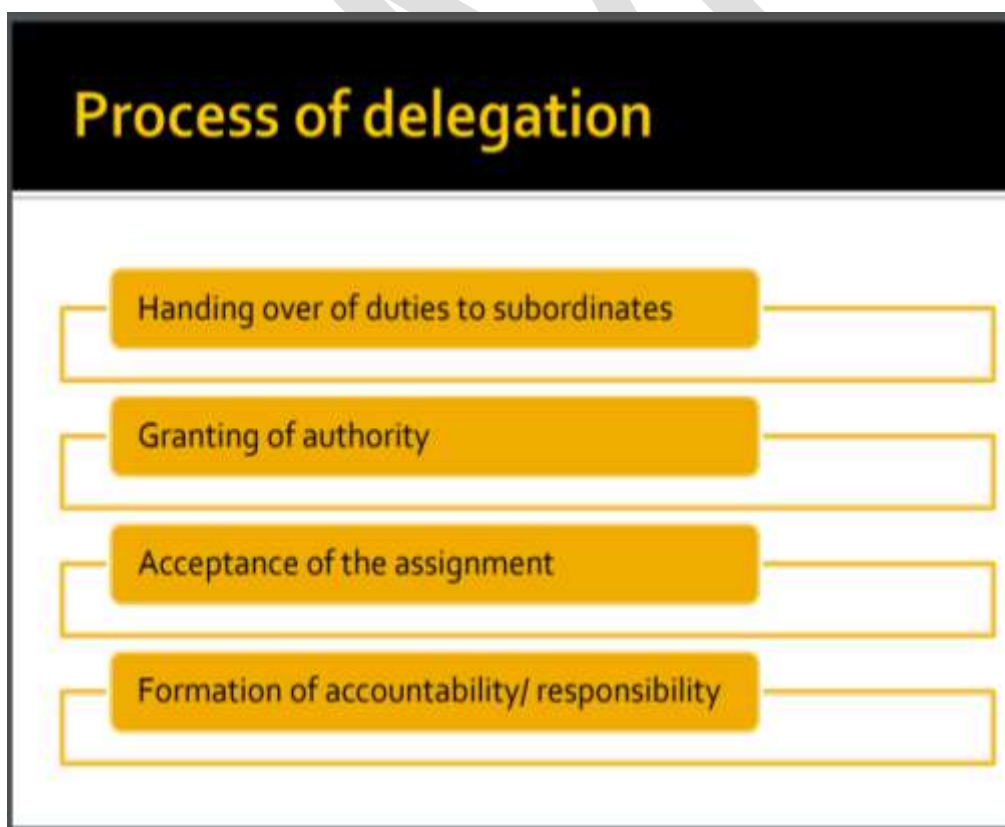 Process of delegation
Handing over of duties to subordinates
Granting of authority
Acceptance of the assignment
Formation of accountability/ responsibility